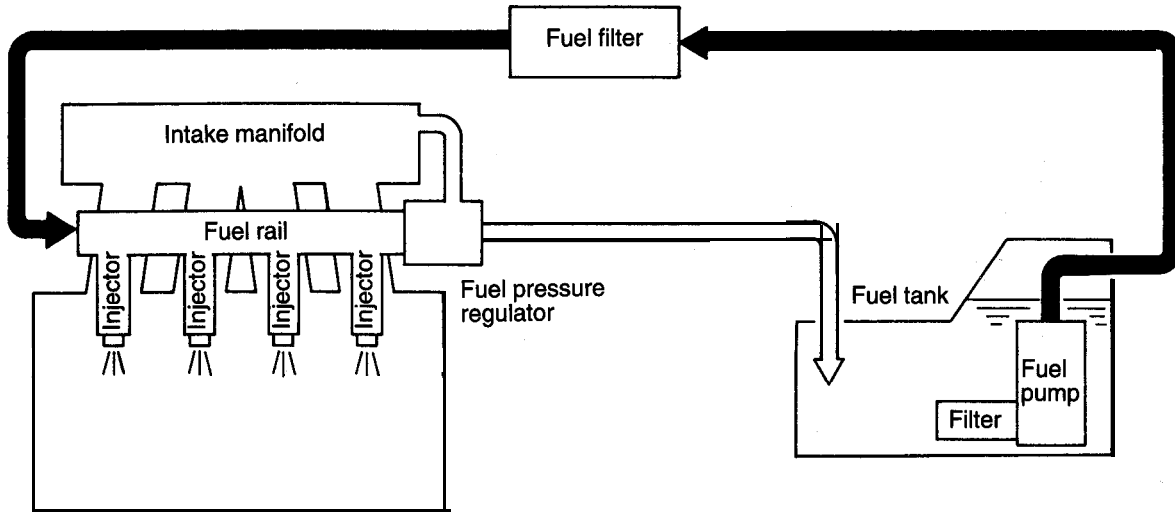 Fuel filter
Intake manifold
Fuel rail
Injector
Injector
Injector
Injector
Fuel pressure
regulator
Fuel tank
Fuel
pump
Filter